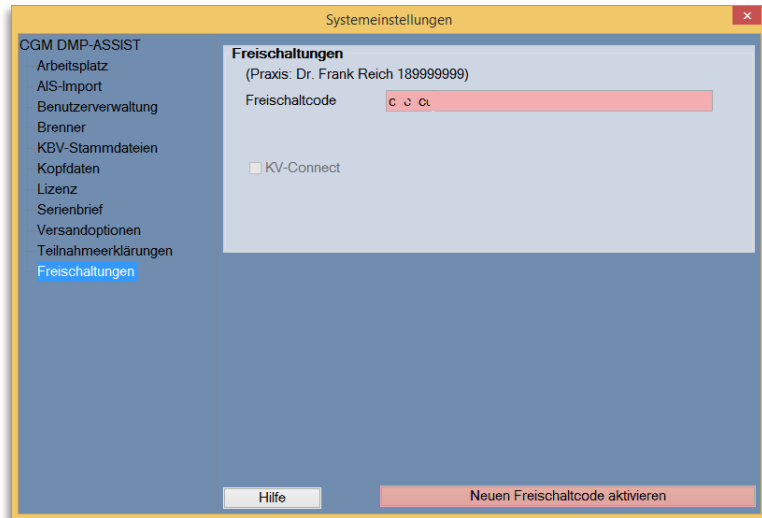 Systemeinstellungen
CGM DMP-ASSIST
Arbeitsplatz
AIS-Import
Benutzerverwaltung
Brenner
KBV-Stammdateien
Kopfdaten
Lizenz
Serienbrief
Versandoptionen
Teilnahmeerklärungen
Freischaltungen
Freischaltungen
(Praxis: Dr. Frank Reich 189999999)
Freischaltcode
KV-Connect
Hilfe
Neuen Freischaltcode aktivieren